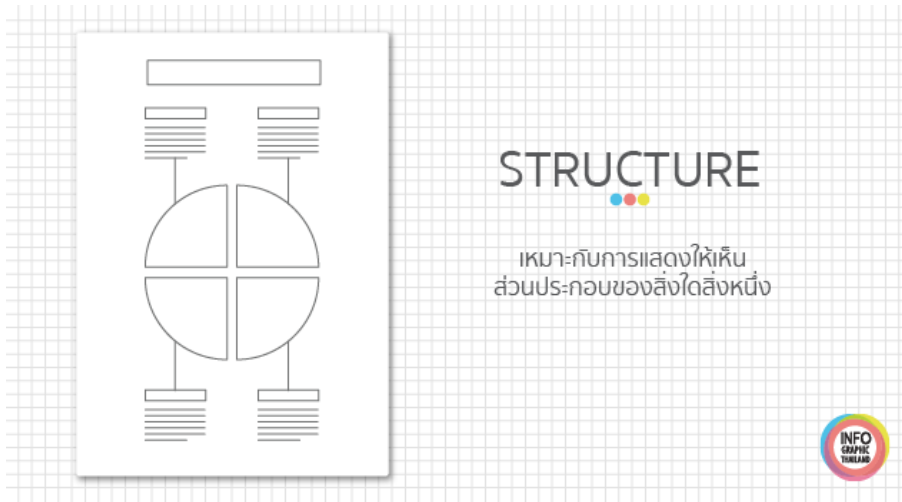 STRUCTURE
เหมาะกับการแสดงให้เห็น
ส่วนประกอบของสิ่งใดสิ่งหนึ่ง
INFO
GRAPHIC
THAILAND